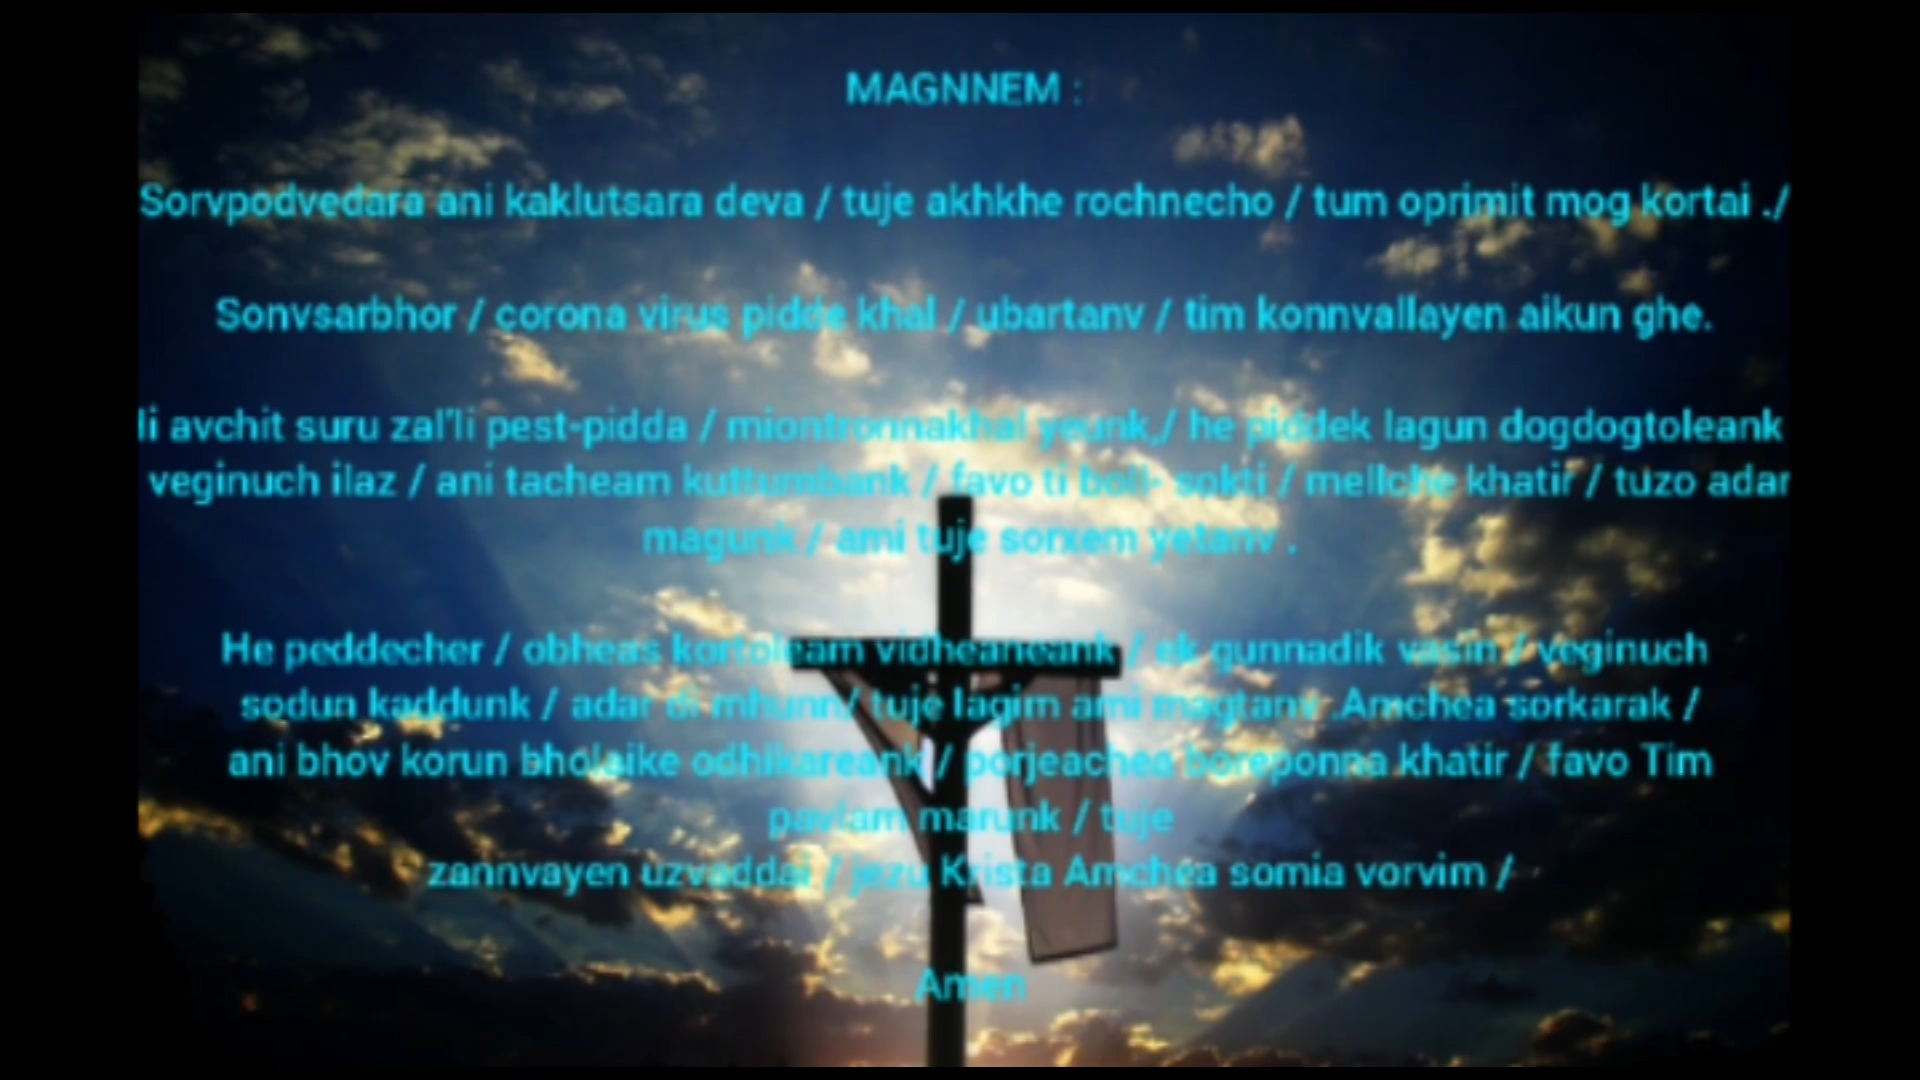 MAGNNEM :
Sorvpodvedara ani kaklutsara deva / tuje akhkhe rochnecho / tum oprimit mog kortai ./
Sonvsarbhor / corona virus pidde khal / ubartanv / tim konnvallayen aikun ghe.
li avchit suru zal'li pest-pidda / miontronnakhal yeunk,/ he piddek lagun dogdogtoleank
veginuch ilaz / ani tacheam kuttumbank / favo ti boll- sokti / mellche khatir / tuzo adar
magunk / ami tuje sorxem yetanv .
He peddecher / obheas kortoleam vidheaneank / ek gunnadik vasin / veginuch
sodun kaddunk / adar di mhunn/ tuje lagim ami magtanv .Amchea sorkarak /
ani bhov korun bholaike odhikareank / porjeachea boreponna khatir / favo Tim
pavlam marunk / tuje
zannvayen uzvaddai / jezu Krista Amchea somia vorvim /
Amen